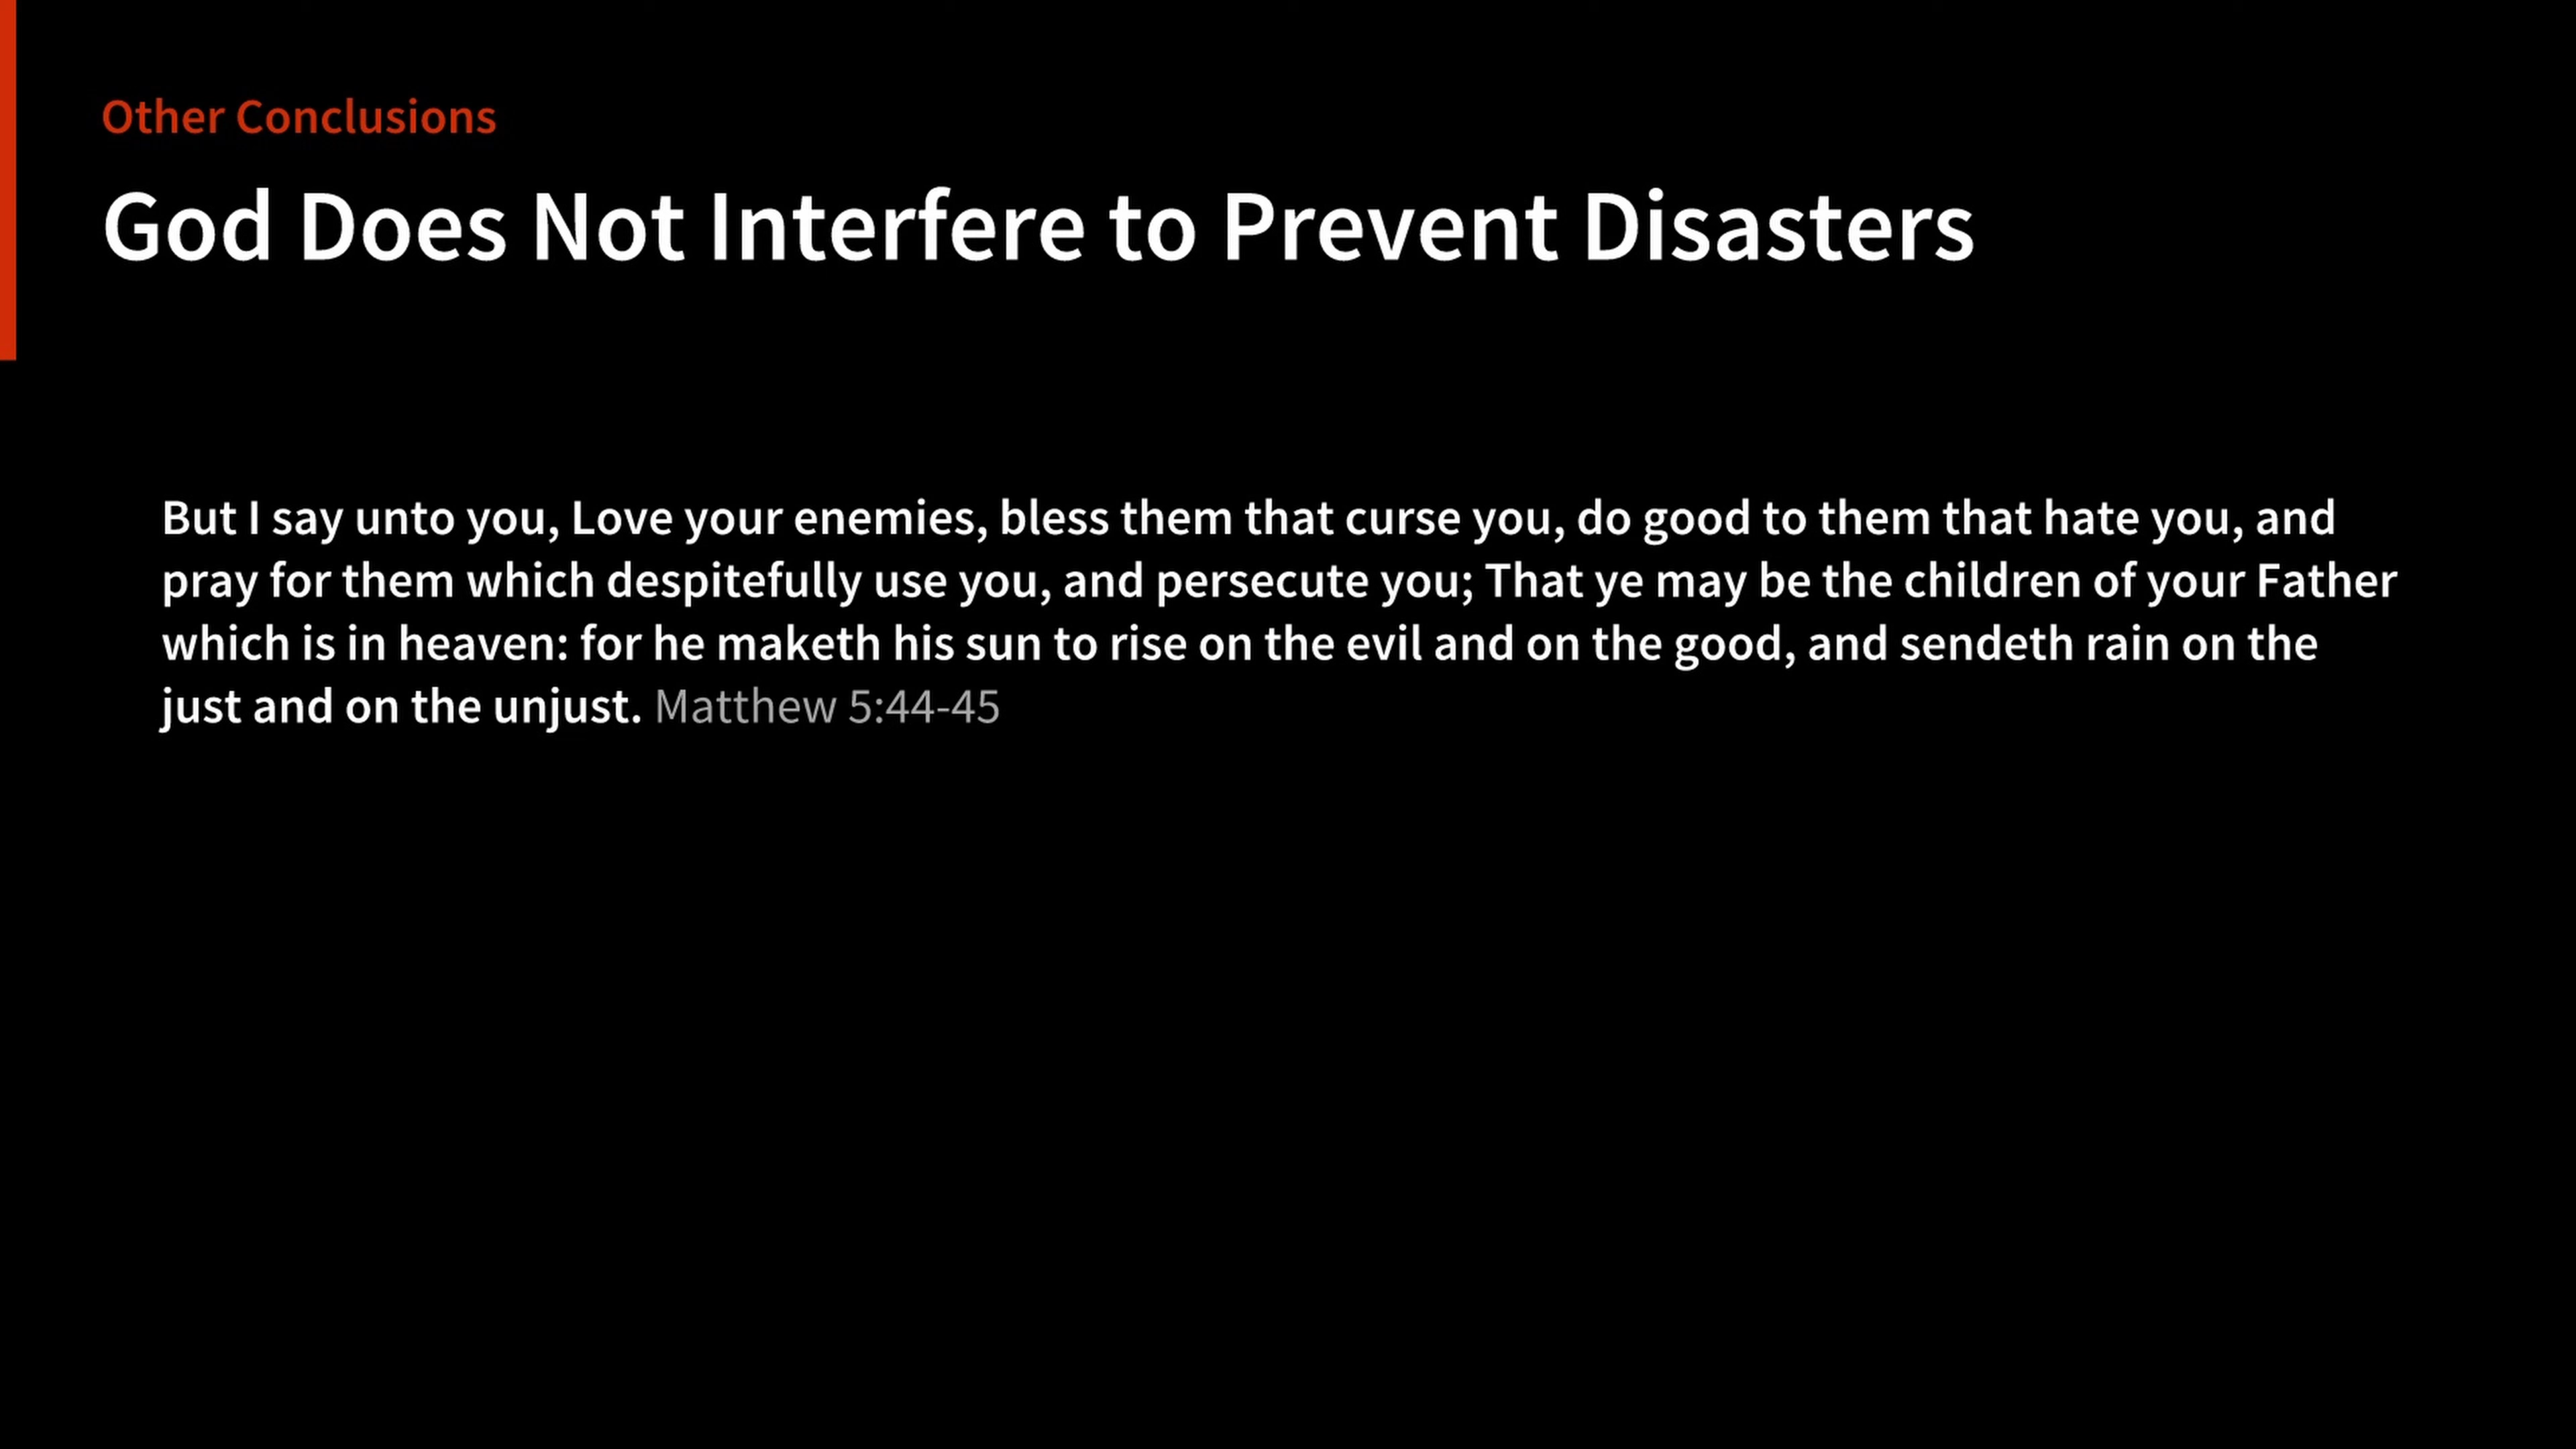 Other Conclusions
God Does Not Interfere to Prevent Disasters
But I say unto you, Love your enemies, bless them that curse you, do good to them that hate you, and
pray for them which despitefully use you, and persecute you; That ye may be the children of your Father
which is in heaven: for he maketh his sun to rise on the evil and on the good, and sendeth rain on the
just and on the unjust. Matthew 5:44-45